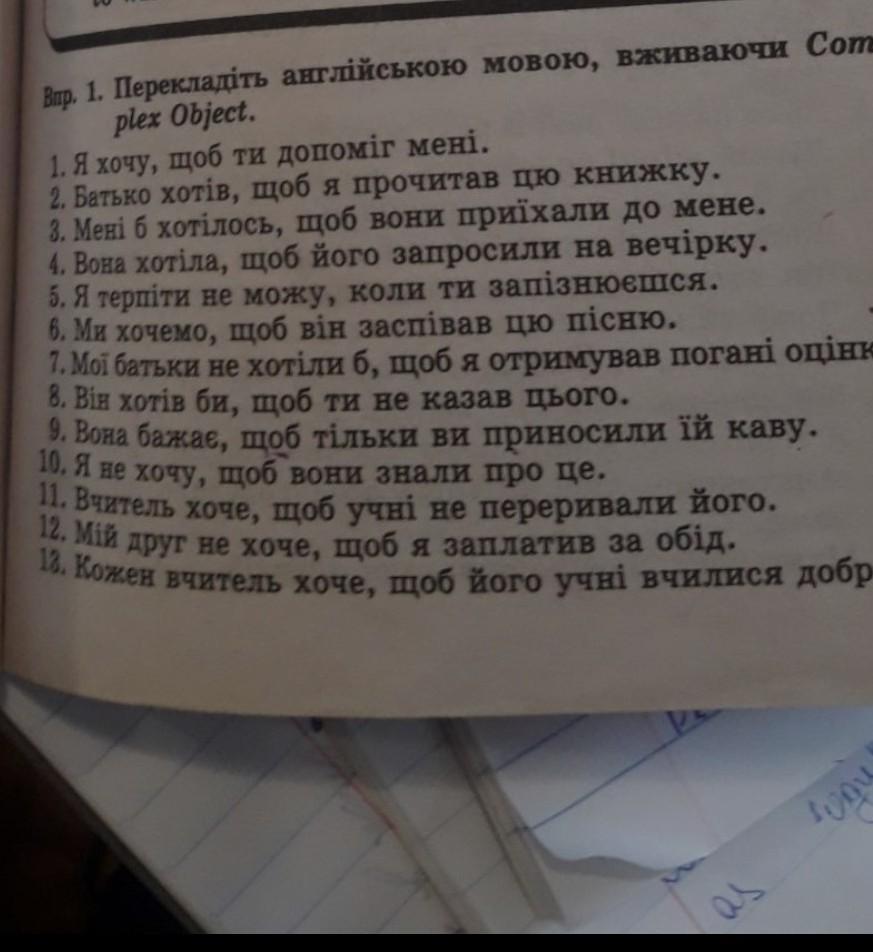 Впр. 1. Перекладіть англійською мовою, вживаючи Com
plex Object.
1. Я хочу, щоб ти допоміг мені.
2. Батько хотів, щоб я прочитав цю книжку.
3. Мені б хотілось, щоб вони приїхали до мене.
4. Вона хотіла, щоб його запросили на вечірку.
5. Я терпіти не можу, коли ти запізнюєшся.
6. Ми хочемо, щоб він заспівав цю пісню.
7. Мої батьки не хотіли б, щоб я отримував погані оцінк
8. Він хотів би, щоб ти не казав цього.
9. Вона бажає, щоб тільки ви приносили їй каву.
10. Я не хочу, щоб вони знали про це.
11. Вчитель хоче, щоб учні не переривали його.
12. Мій друг не хоче, щоб я заплатив за обід.
13. Кожен вчитель хоче, щоб його учні вчилися добр
as